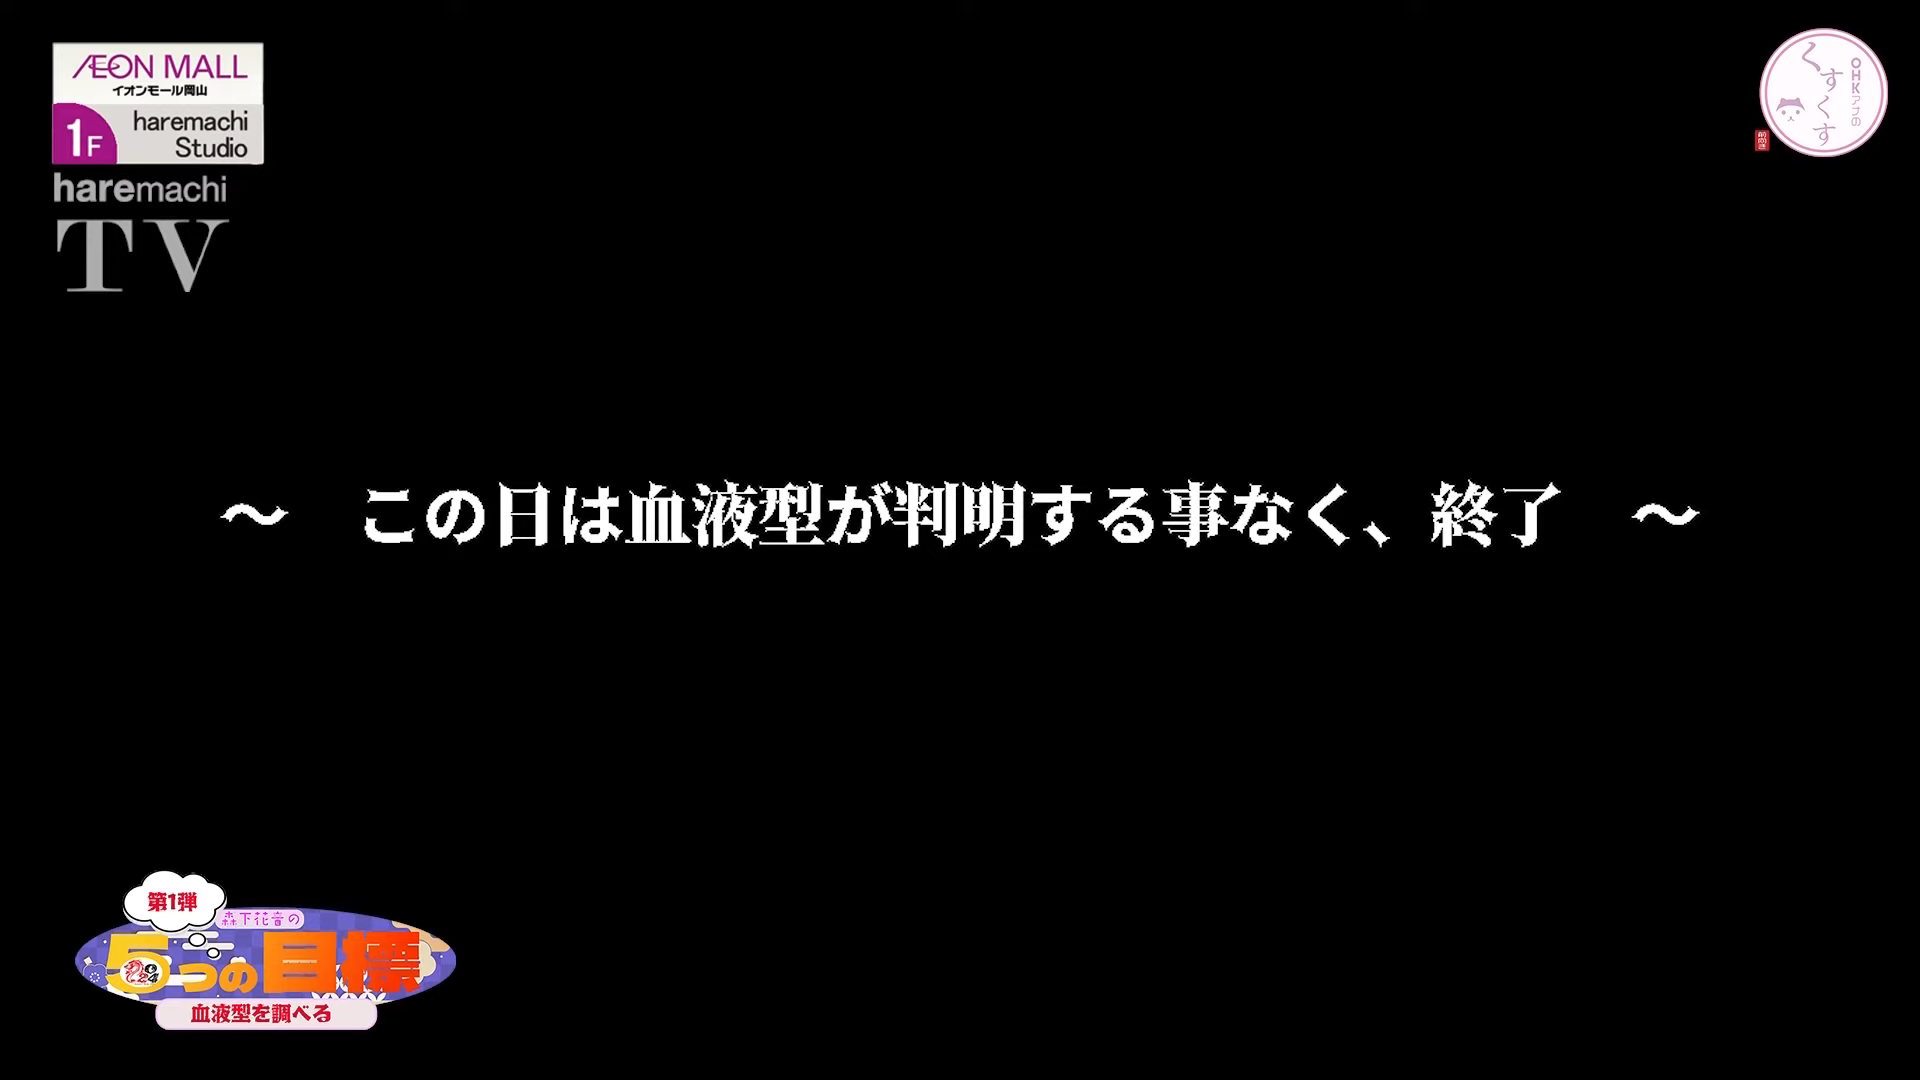 ÆON MALL
イオンモール岡山
1F
haremachi
Studio
haremachi
TV
OHKアナの
くすくす
~ この日は血液型が判明する事なく、終了 ~
第1弾
森下花音の
5つの目標
血液型を調べる